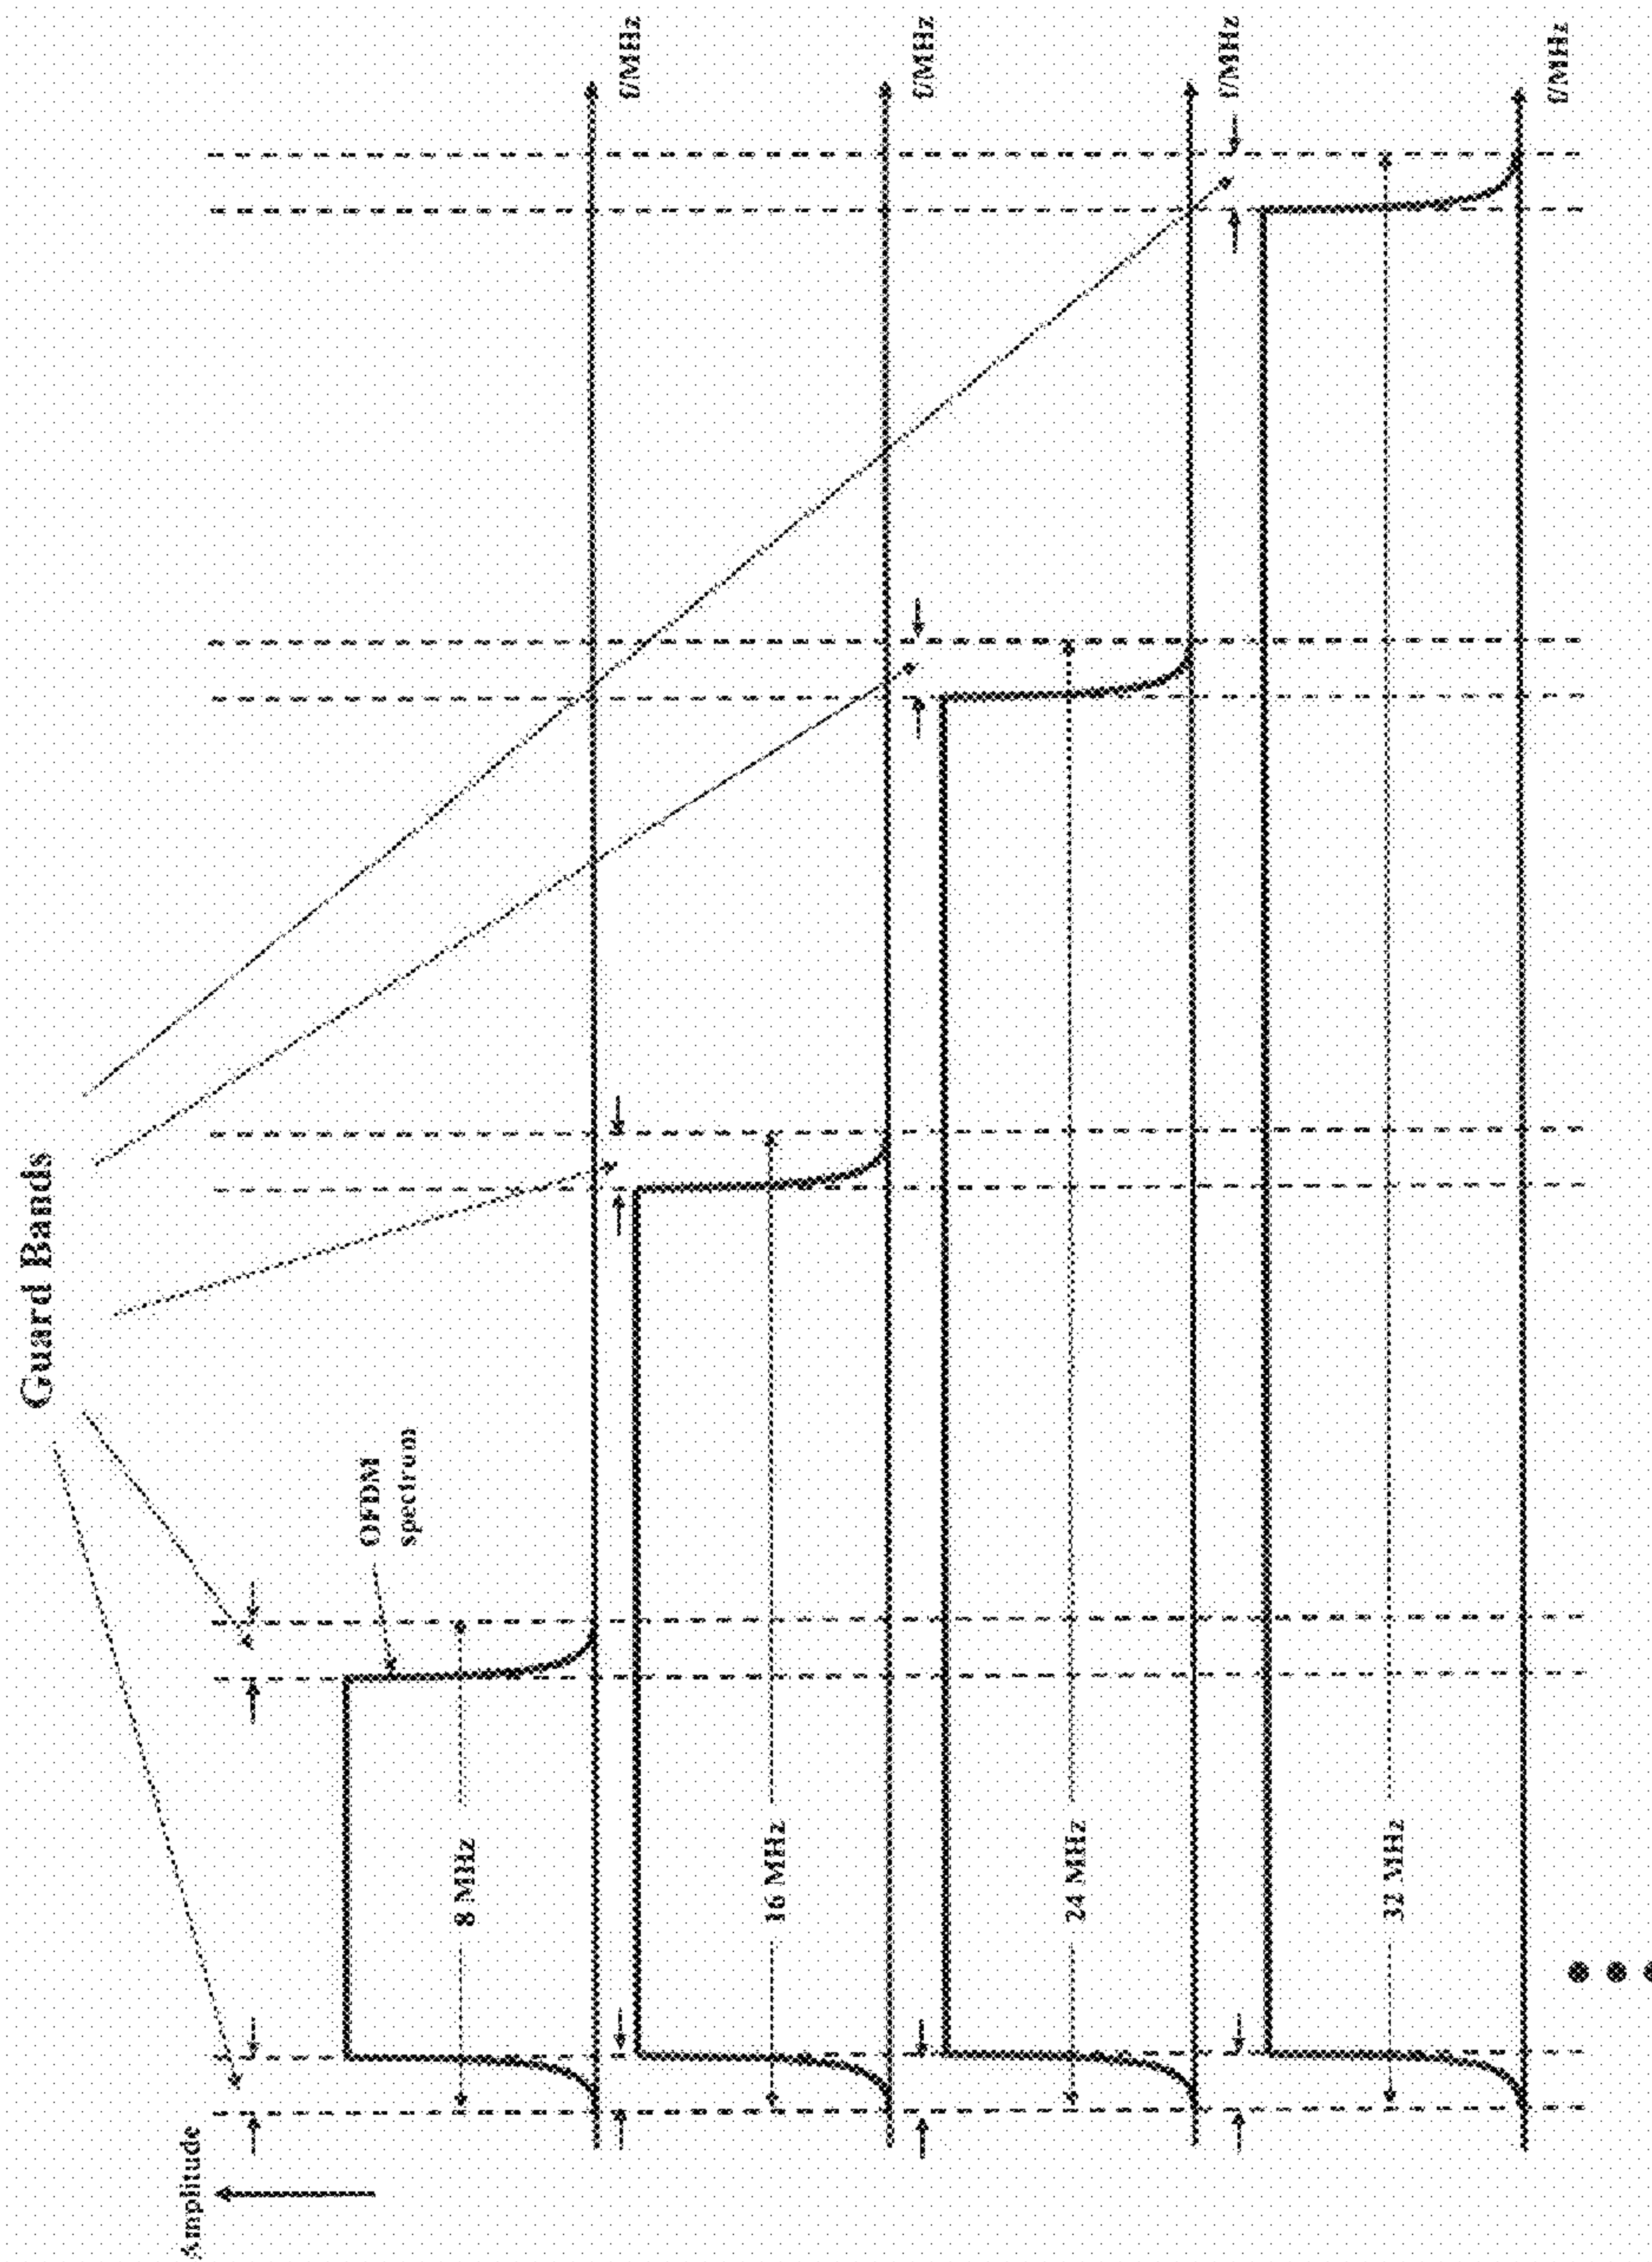 Guard Bands
Amplitude
OFDM
spectrum
8 MHz
f/MHz
16 MHz
f/MHz
24 MHz
f/MHz
32 MHz
f/MHz